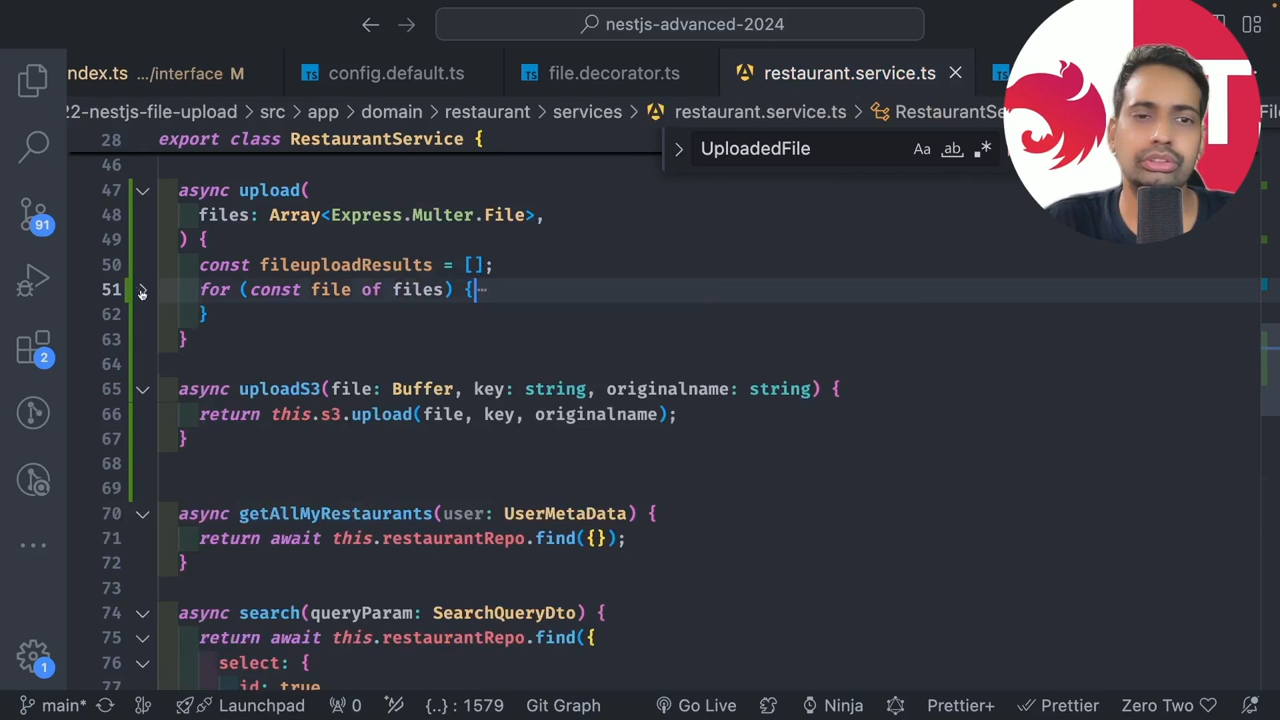 nestjs-advanced-2024
index.ts .../interface M
config.default.ts
file.decorator.ts
restaurant.service.ts
22-nestjs-file-upload > src > app > domain > restaurant > services > restaurant.service.ts > RestaurantSe
28 export class RestaurantService {
UploadedFile
46
47 async upload(
48 files: Array<Express.Multer.File>,
49 ) {
50 const fileuploadResults = [];
51 for (const file of files) {⋯
62 }
63 }
64
65 async uploadS3(file: Buffer, key: string, originalname: string) {
66 return this.s3.upload(file, key, originalname);
67 }
68
69
70 async getAllMyRestaurants(user: UserMetaData) {
71 return await this.restaurantRepo.find({});
72 }
73
74 async search(queryParam: SearchQueryDto) {
75 return await this.restaurantRepo.find({
76 select: {
77 id: true
91
2
1
main* Launchpad 0 {..} : 1579 Git Graph Go Live Ninja Prettier+ Prettier Zero Two